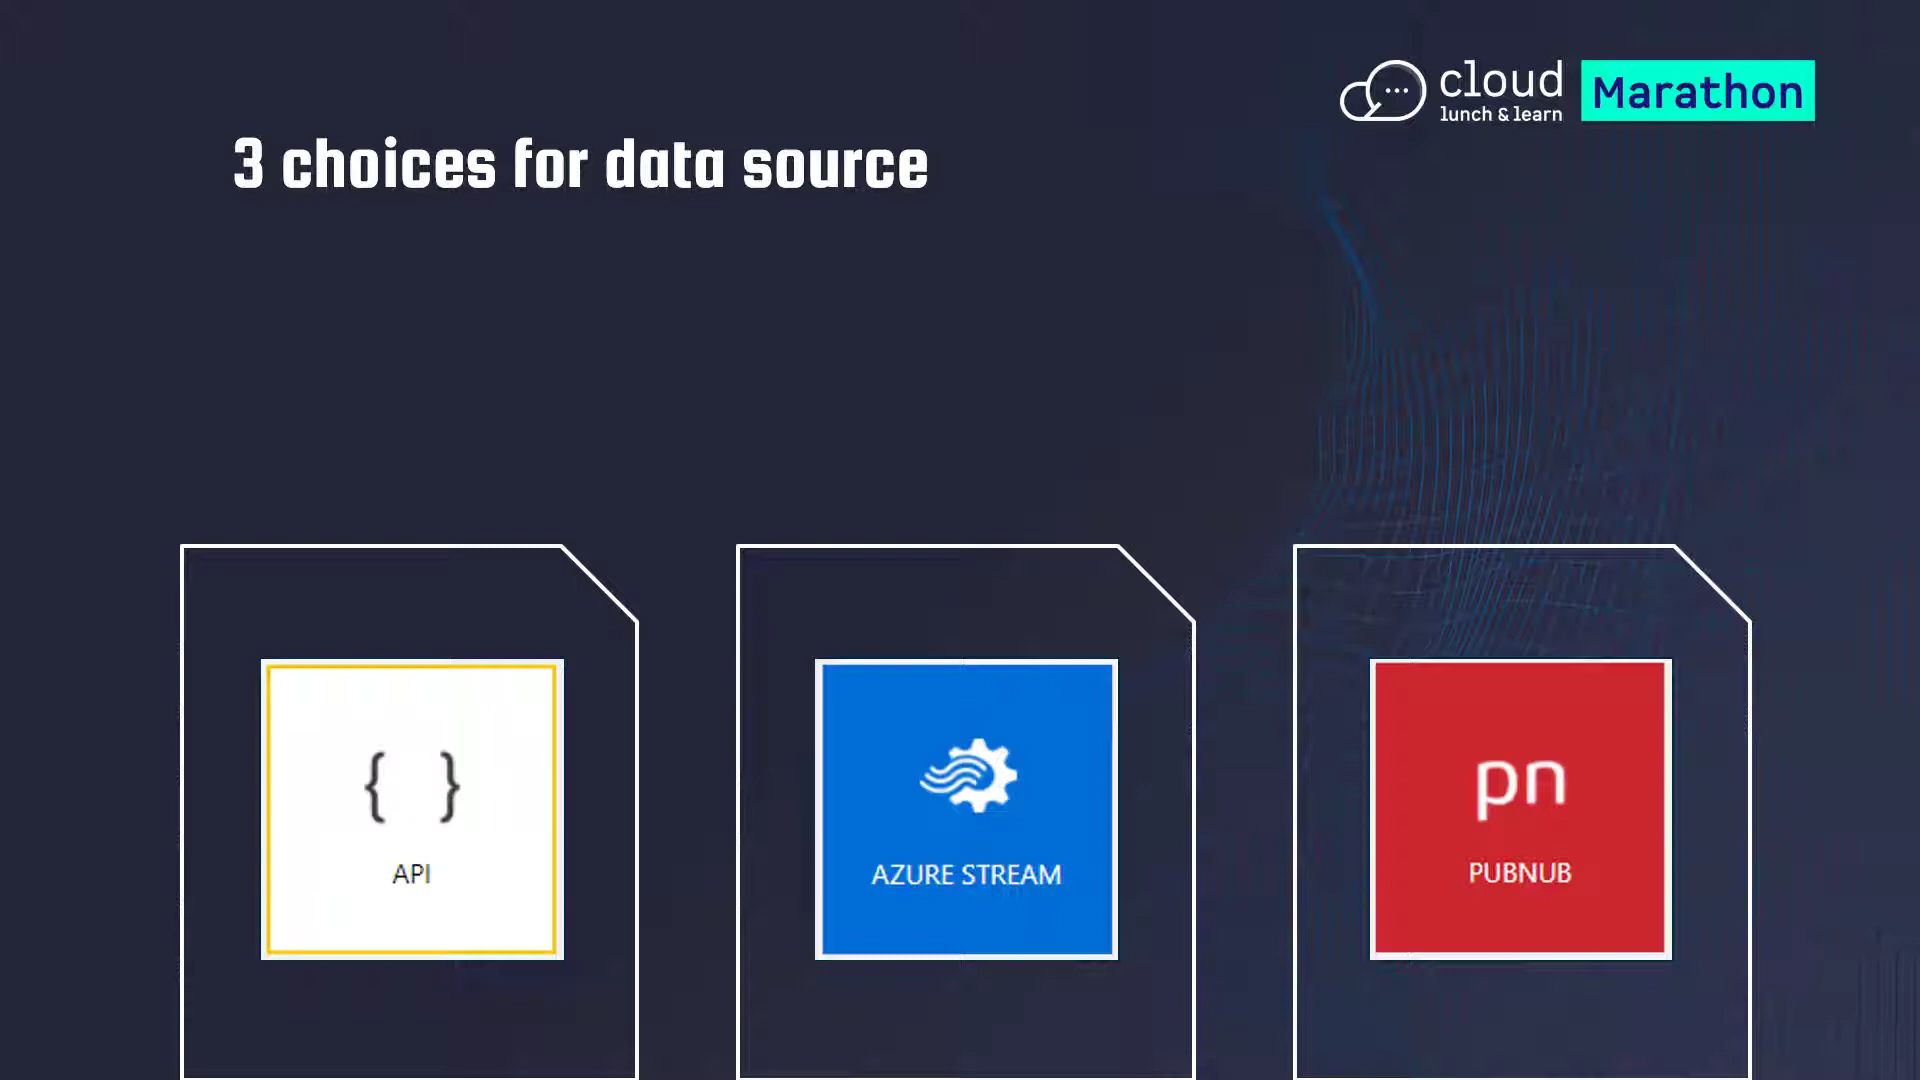 cloud
lunch & learn
Marathon
3 choices for data source
{ }
API
AZURE STREAM
pn
PUBNUB